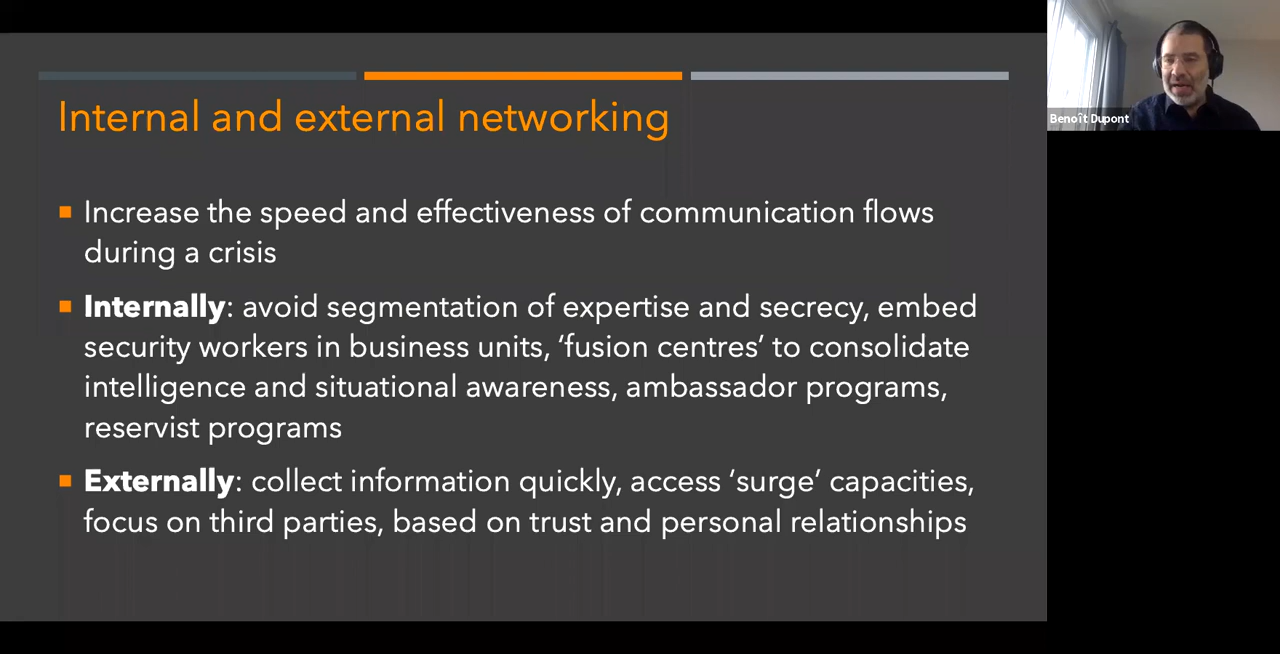 Internal and external networking
Increase the speed and effectiveness of communication flows
during a crisis
Internally: avoid segmentation of expertise and secrecy, embed
security workers in business units, ‘fusion centres’ to consolidate
intelligence and situational awareness, ambassador programs,
reservist programs
Externally: collect information quickly, access ‘surge’ capacities,
focus on third parties, based on trust and personal relationships
Benoît Dupont